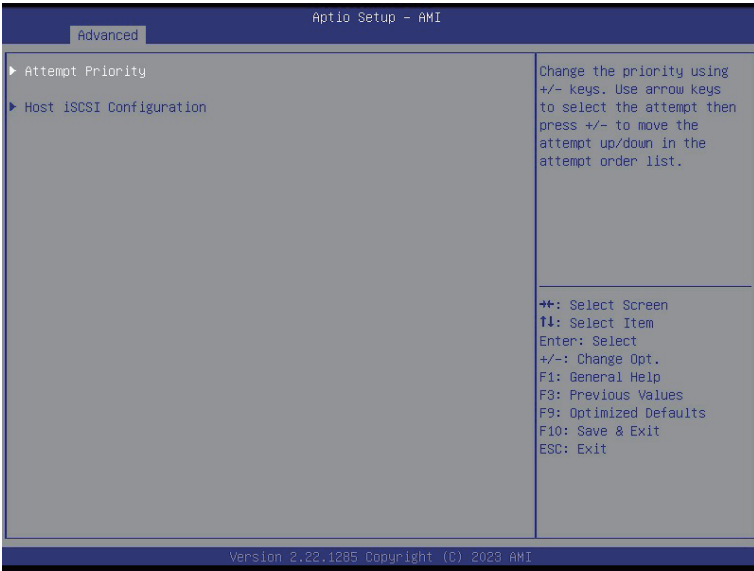 Aptio Setup – AMI
Advanced
▶ Attempt Priority
▶ Host iSCSI Configuration
Change the priority using
+/- keys. Use arrow keys
to select the attempt then
press +/- to move the
attempt up/down in the
attempt order list.
→←: Select Screen
↑↓: Select Item
Enter: Select
+/-: Change Opt.
F1: General Help
F3: Previous Values
F9: Optimized Defaults
F10: Save & Exit
ESC: Exit
Version 2.22.1285 Copyright (C) 2023 AMI